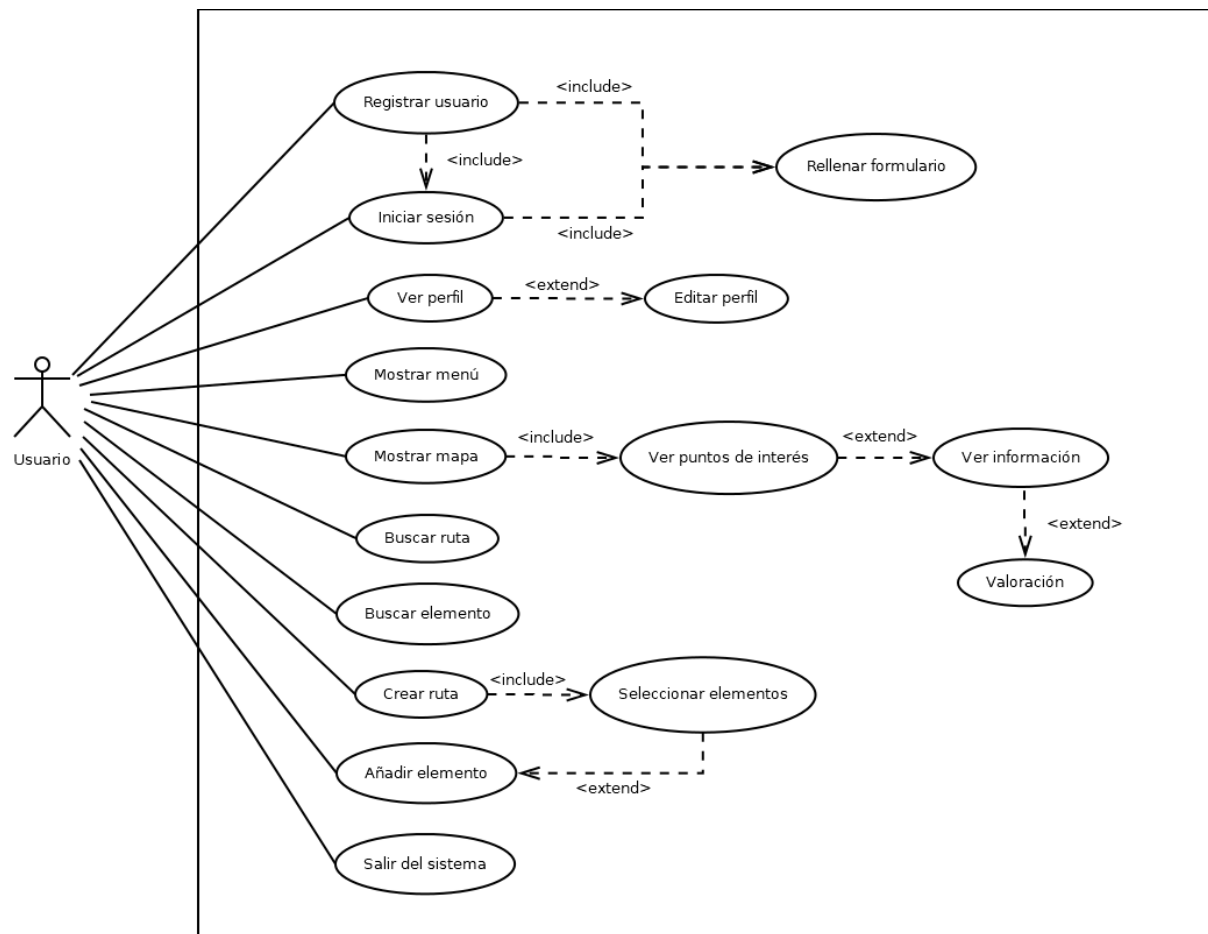 Registrar usuario
<include>
<include>
Rellenar formulario
Iniciar sesión
<include>
Ver perfil
<extend>
Editar perfil
Mostrar menú
Usuario
Mostrar mapa
<include>
Ver puntos de interés
<extend>
Ver información
<extend>
Valoración
Buscar ruta
Buscar elemento
Crear ruta
<include>
Seleccionar elementos
Añadir elemento
<extend>
Salir del sistema